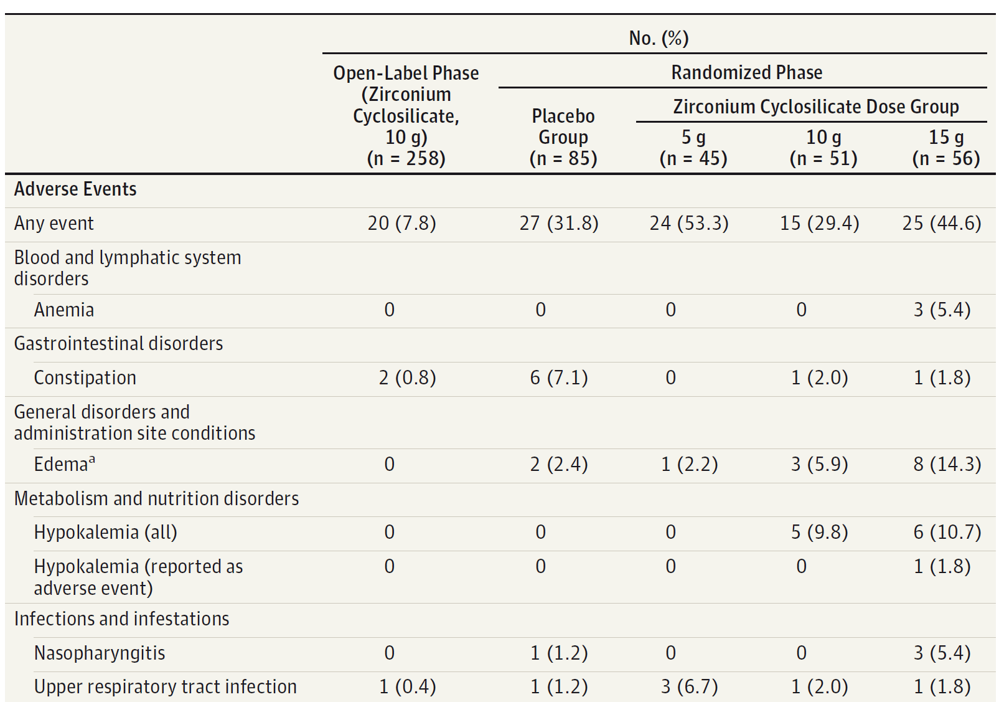 No. (%)
Open-Label Phase
(Zirconium
Cyclosilicate,
10 g)
(n = 258)
Randomized Phase
Placebo
Group
(n = 85)
Zirconium Cyclosilicate Dose Group
5 g
(n = 45)
10 g
(n = 51)
15 g
(n = 56)
Adverse Events
Any event 20 (7.8) 27 (31.8) 24 (53.3) 15 (29.4) 25 (44.6)
Blood and lymphatic system
disorders
Anemia 0 0 0 0 3 (5.4)
Gastrointestinal disorders
Constipation 2 (0.8) 6 (7.1) 0 1 (2.0) 1 (1.8)
General disorders and
administration site conditions
Edemaᵃ 0 2 (2.4) 1 (2.2) 3 (5.9) 8 (14.3)
Metabolism and nutrition disorders
Hypokalemia (all) 0 0 0 5 (9.8) 6 (10.7)
Hypokalemia (reported as 0 0 0 0 1 (1.8)
adverse event)
Infections and infestations
Nasopharyngitis 0 1 (1.2) 0 0 3 (5.4)
Upper respiratory tract infection 1 (0.4) 1 (1.2) 3 (6.7) 1 (2.0) 1 (1.8)